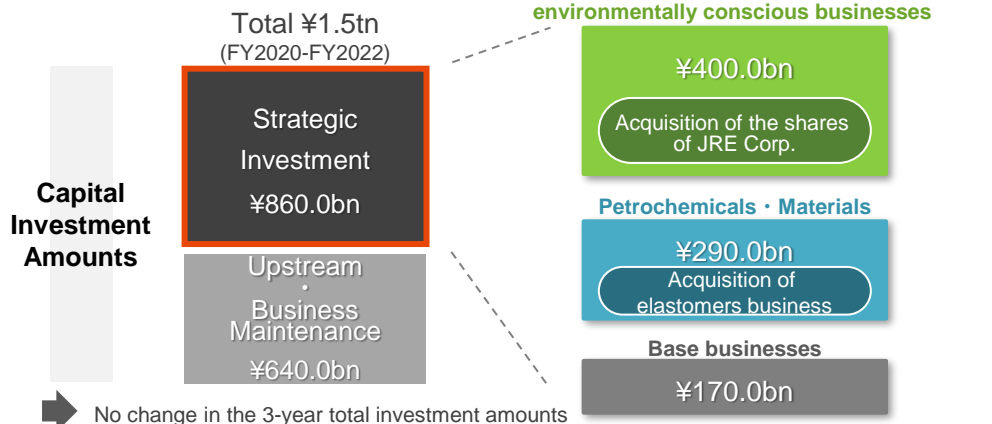 Total ¥1.5tn
(FY2020-FY2022)
Capital
Investment
Amounts
Strategic
Investment
¥860.0bn
Upstream
・
Business
Maintenance
¥640.0bn
No change in the 3-year total investment amounts
environmentally conscious businesses
¥400.0bn
Acquisition of the shares
of JRE Corp.
Petrochemicals・Materials
¥290.0bn
Acquisition of
elastomers business
Base businesses
¥170.0bn